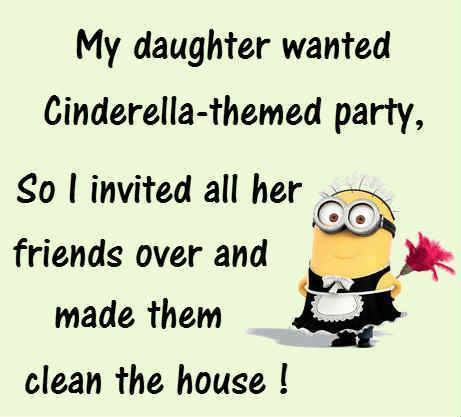 My daughter wanted
Cinderella-themed party,
So I invited all her
friends over and
made them
clean the house !